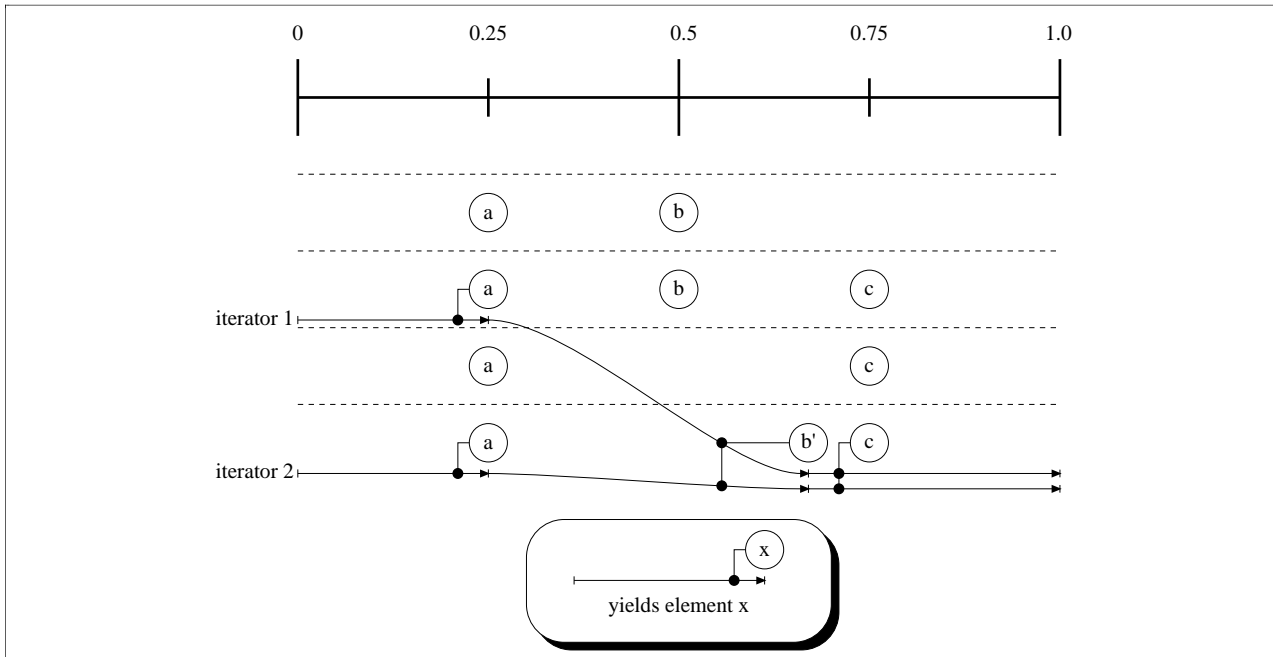 0 0.25 0.5 0.75 1.0
a b
a b c
iterator 1
a c
a b' c
iterator 2
x
yields element x